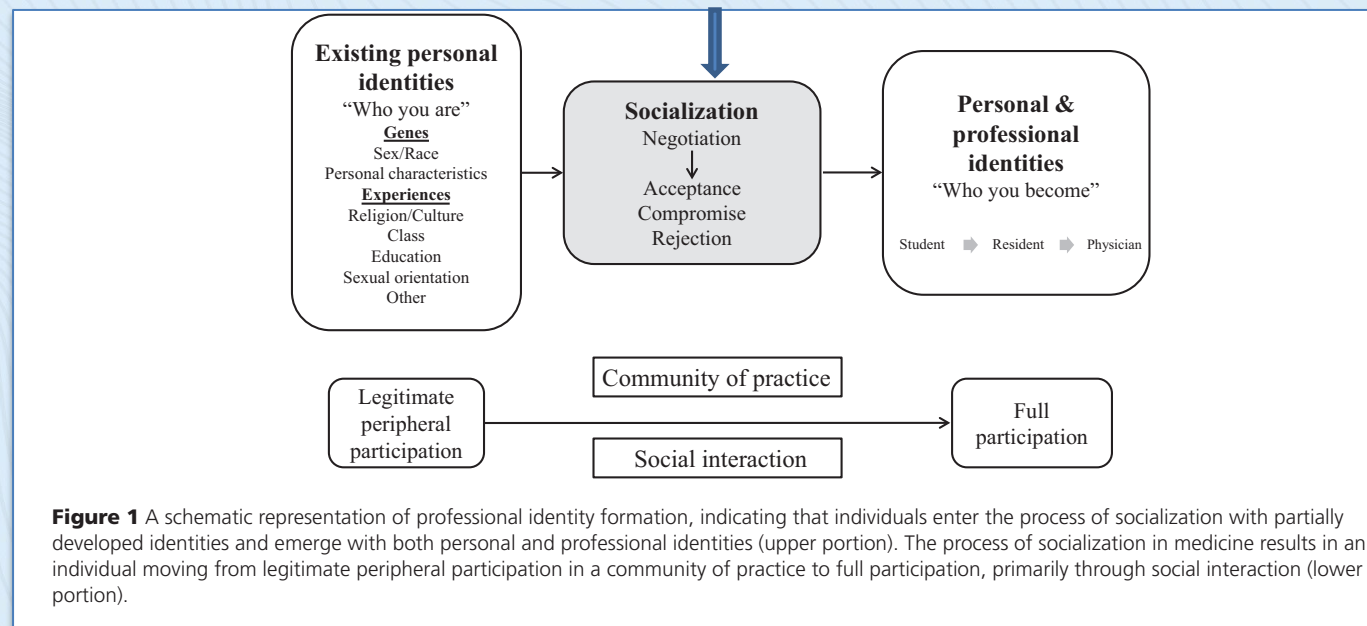 Existing personal
identities
“Who you are”
Genes
Sex/Race
Personal characteristics
Experiences
Religion/Culture
Class
Education
Sexual orientation
Other
Socialization
Negotiation
Acceptance
Compromise
Rejection
Personal &
professional
identities
“Who you become”
Student Resident Physician
Legitimate
peripheral
participation
Community of practice
Social interaction
Full
participation
Figure 1 A schematic representation of professional identity formation, indicating that individuals enter the process of socialization with partially
developed identities and emerge with both personal and professional identities (upper portion). The process of socialization in medicine results in an
individual moving from legitimate peripheral participation in a community of practice to full participation, primarily through social interaction (lower
portion).